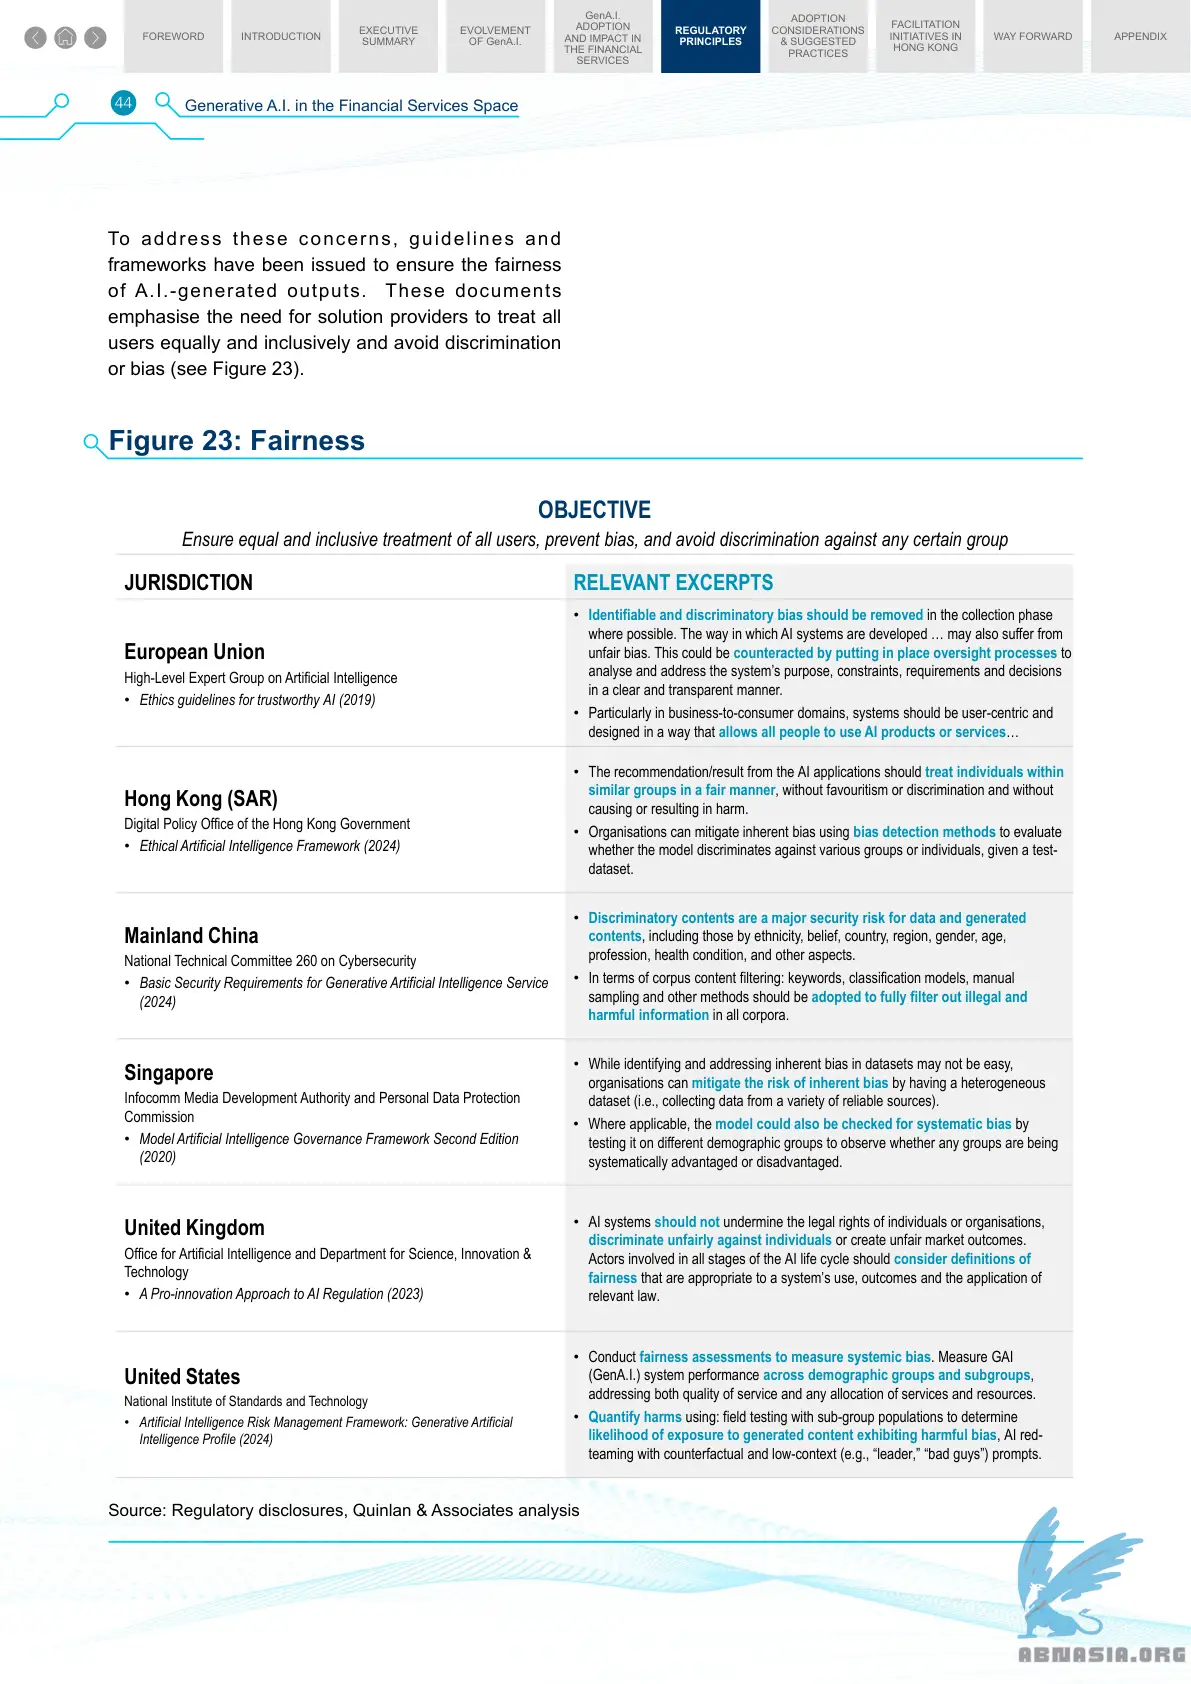 FOREWORD
INTRODUCTION
EXECUTIVE
SUMMARY
EVOLVEMENT
OF GenA.I.
GenA.I.
ADOPTION
AND IMPACT IN
THE FINANCIAL
SERVICES
REGULATORY
PRINCIPLES
ADOPTION
CONSIDERATIONS
& SUGGESTED
PRACTICES
FACILITATION
INITIATIVES IN
HONG KONG
WAY FORWARD
APPENDIX
44
Generative A.I. in the Financial Services Space
To address these concerns, guidelines and
frameworks have been issued to ensure the fairness
of A.I.-generated outputs. These documents
emphasise the need for solution providers to treat all
users equally and inclusively and avoid discrimination
or bias (see Figure 23).
Figure 23: Fairness
OBJECTIVE
Ensure equal and inclusive treatment of all users, prevent bias, and avoid discrimination against any certain group
JURISDICTION
RELEVANT EXCERPTS
European Union
High-Level Expert Group on Artificial Intelligence
• Ethics guidelines for trustworthy AI (2019)
• Identifiable and discriminatory bias should be removed in the collection phase
where possible. The way in which AI systems are developed … may also suffer from
unfair bias. This could be counteracted by putting in place oversight processes to
analyse and address the system's purpose, constraints, requirements and decisions
in a clear and transparent manner.
• Particularly in business-to-consumer domains, systems should be user-centric and
designed in a way that allows all people to use AI products or services…
Hong Kong (SAR)
Digital Policy Office of the Hong Kong Government
• Ethical Artificial Intelligence Framework (2024)
• The recommendation/result from the AI applications should treat individuals within
similar groups in a fair manner, without favouritism or discrimination and without
causing or resulting in harm.
• Organisations can mitigate inherent bias using bias detection methods to evaluate
whether the model discriminates against various groups or individuals, given a test-
dataset.
Mainland China
National Technical Committee 260 on Cybersecurity
• Basic Security Requirements for Generative Artificial Intelligence Service
(2024)
• Discriminatory contents are a major security risk for data and generated
contents, including those by ethnicity, belief, country, region, gender, age,
profession, health condition, and other aspects.
• In terms of corpus content filtering: keywords, classification models, manual
sampling and other methods should be adopted to fully filter out illegal and
harmful information in all corpora.
Singapore
Infocomm Media Development Authority and Personal Data Protection
Commission
• Model Artificial Intelligence Governance Framework Second Edition
(2020)
• While identifying and addressing inherent bias in datasets may not be easy,
organisations can mitigate the risk of inherent bias by having a heterogeneous
dataset (i.e., collecting data from a variety of reliable sources).
• Where applicable, the model could also be checked for systematic bias by
testing it on different demographic groups to observe whether any groups are being
systematically advantaged or disadvantaged.
United Kingdom
Office for Artificial Intelligence and Department for Science, Innovation &
Technology
• A Pro-innovation Approach to AI Regulation (2023)
• AI systems should not undermine the legal rights of individuals or organisations,
discriminate unfairly against individuals or create unfair market outcomes.
Actors involved in all stages of the AI life cycle should consider definitions of
fairness that are appropriate to a system's use, outcomes and the application of
relevant law.
United States
National Institute of Standards and Technology
• Artificial Intelligence Risk Management Framework: Generative Artificial
Intelligence Profile (2024)
• Conduct fairness assessments to measure systemic bias. Measure GAI
(GenA.I.) system performance across demographic groups and subgroups,
addressing both quality of service and any allocation of services and resources.
• Quantify harms using: field testing with sub-group populations to determine
likelihood of exposure to generated content exhibiting harmful bias, AI red-
teaming with counterfactual and low-context (e.g., “leader,” “bad guys”) prompts.
Source: Regulatory disclosures, Quinlan & Associates analysis
ABNASIA.ORG